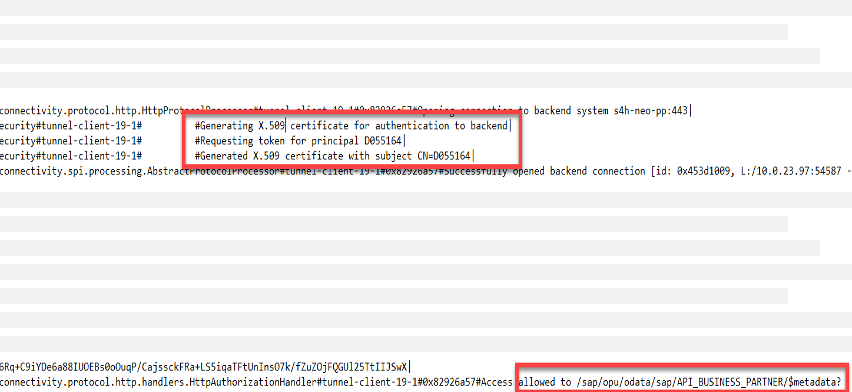 connectivity.protocol.http.HttpProtocolProcessor#tunnel-client-19-1#0x82926a57#Opening connection to backend system s4h-neo-pp:443|
ecurity#tunnel-client-19-1# #Generating X.509 certificate for authentication to backend|
ecurity#tunnel-client-19-1# #Requesting token for principal D055164|
ecurity#tunnel-client-19-1# #Generated X.509 certificate with subject CN=D055164|
connectivity.spi.processing.AbstractProtocolProcessor#tunnel-client-19-1#0x82926a57#Successfully opened backend connection [id: 0x453d1009, L:/10.0.23.97:54587 -
6Rq+C9iYDe6a88IUOEBs0oOuqP/CajssckFRa+LS5iqaTFtUnInsO7k/fZuZOjFQGUl25TtIIJSwX|
connectivity.protocol.http.handlers.HttpAuthorizationHandler#tunnel-client-19-1#0x82926a57#Access allowed to /sap/opu/odata/sap/API_BUSINESS_PARTNER/$metadata?